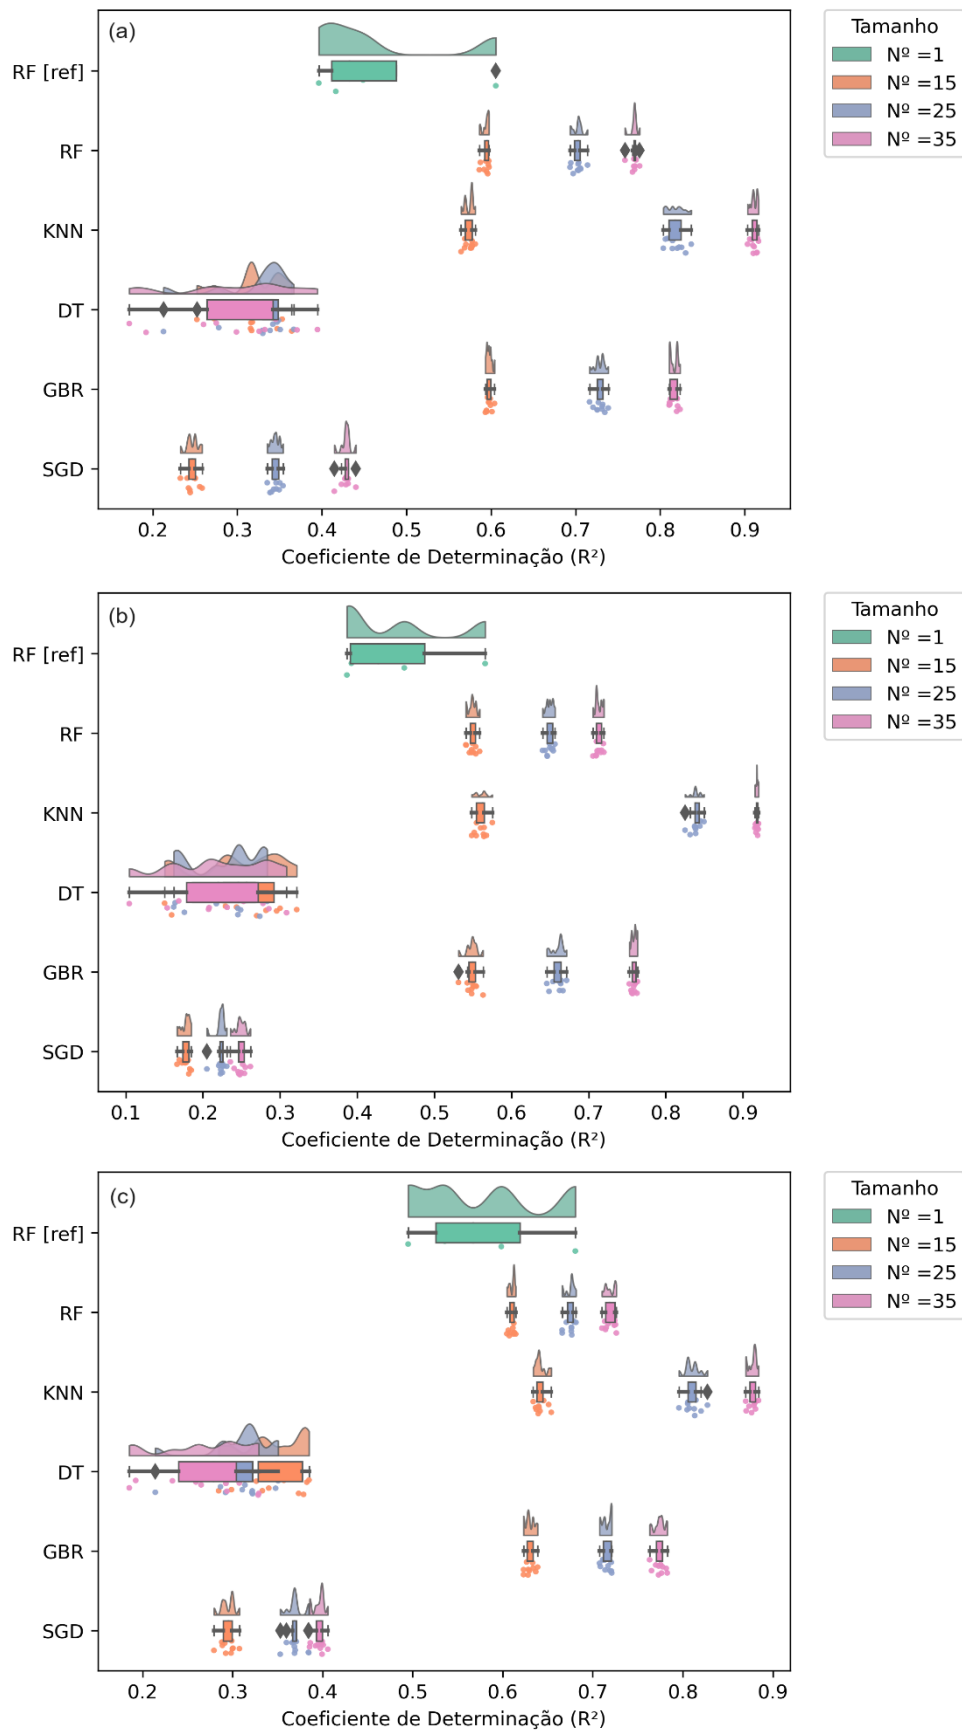 (a)
Tamanho
Nº =1
Nº =15
Nº =25
Nº =35
RF [ref]
RF
KNN
DT
GBR
SGD
0.2 0.3 0.4 0.5 0.6 0.7 0.8 0.9
Coeficiente de Determinação (R²)
(b)
Tamanho
Nº =1
Nº =15
Nº =25
Nº =35
RF [ref]
RF
KNN
DT
GBR
SGD
0.1 0.2 0.3 0.4 0.5 0.6 0.7 0.8 0.9
Coeficiente de Determinação (R²)
(c)
Tamanho
Nº =1
Nº =15
Nº =25
Nº =35
RF [ref]
RF
KNN
DT
GBR
SGD
0.2 0.3 0.4 0.5 0.6 0.7 0.8 0.9
Coeficiente de Determinação (R²)